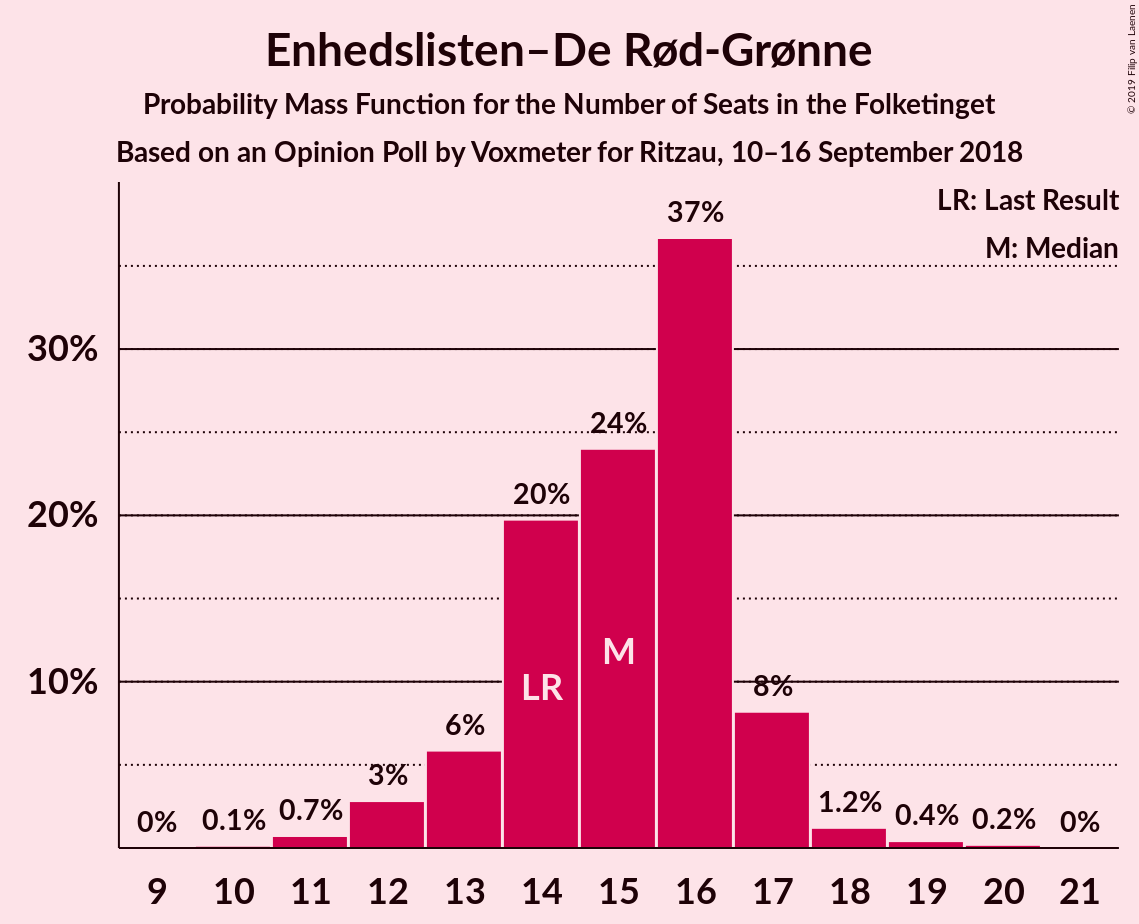 Enhedslisten–De Rød-Grønne
Probability Mass Function for the Number of Seats in the Folketinget
Based on an Opinion Poll by Voxmeter for Ritzau, 10–16 September 2018
© 2019 Filip van Laenen
LR: Last Result
M: Median
30%
20%
10%
0%
0.1%
0.7%
3%
6%
20%
24%
37%
8%
1.2%
0.4%
0.2%
0%
LR
M
9 10 11 12 13 14 15 16 17 18 19 20 21